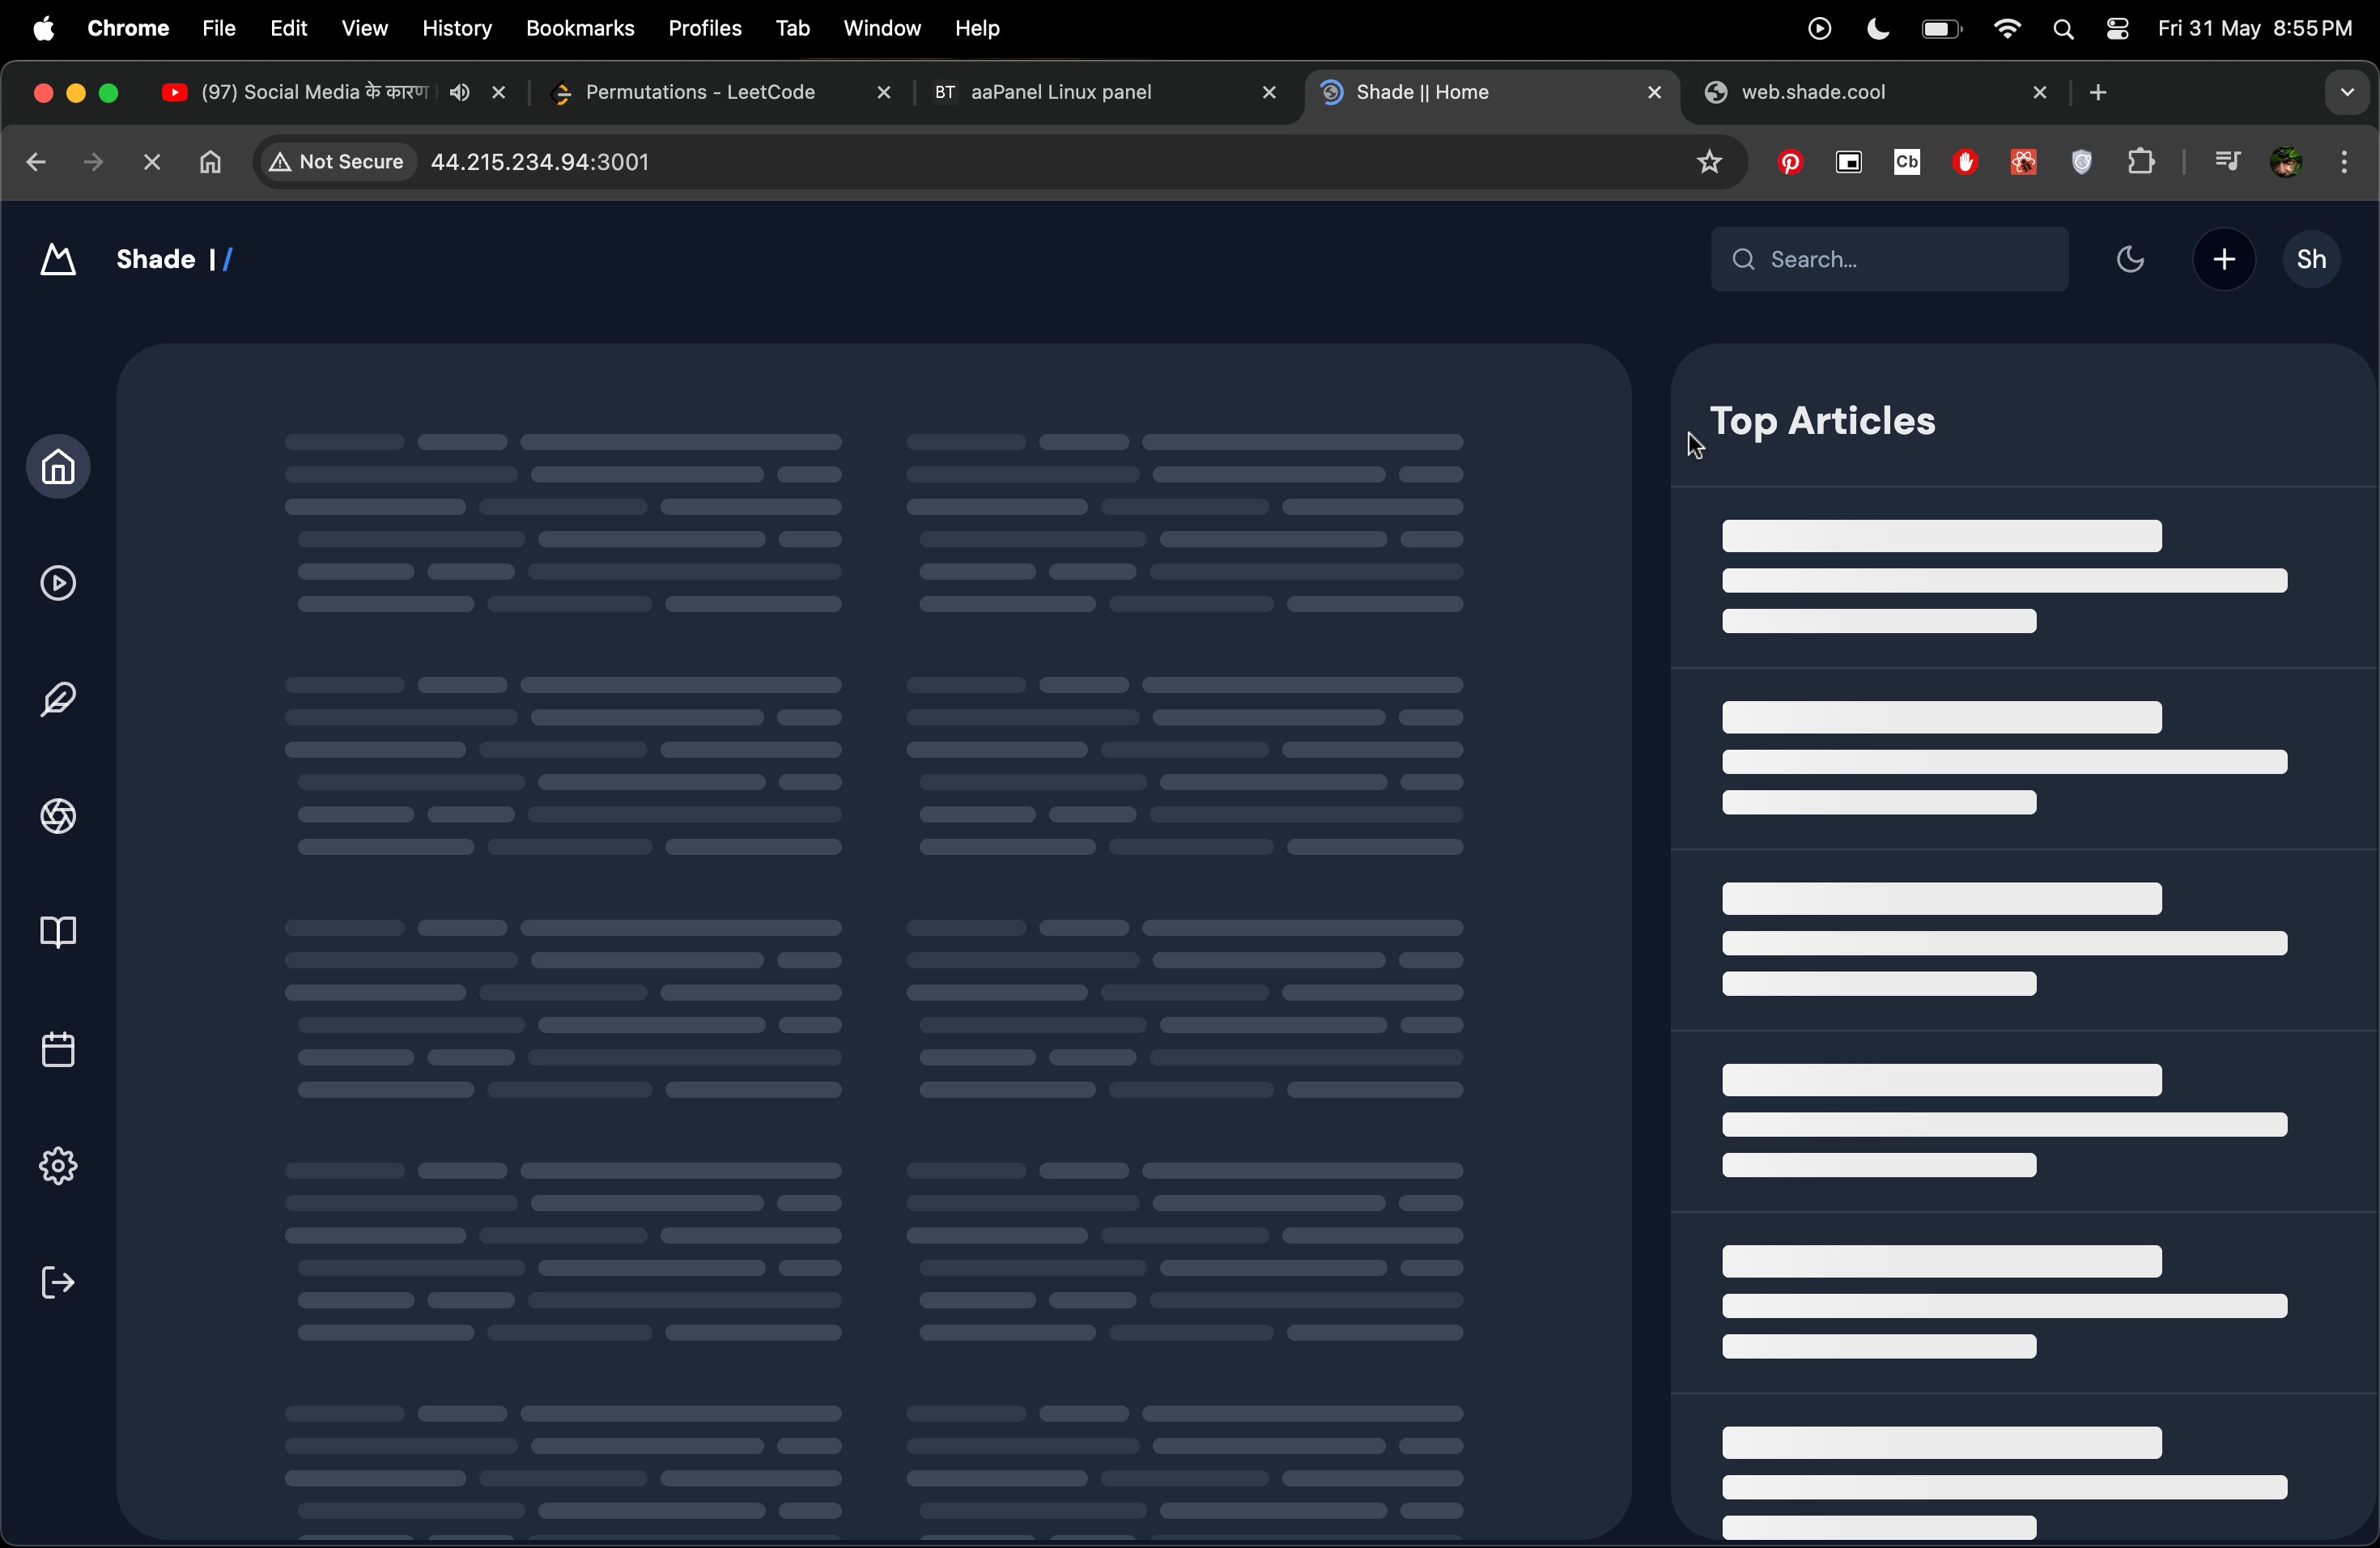 Chrome File Edit View History Bookmarks Profiles Tab Window Help Fri 31 May 8:55 PM
(97) Social Media के कारण Permutations - LeetCode BT aaPanel Linux panel Shade || Home web.shade.cool
Not Secure 44.215.234.94:3001 Cb
Shade | / Search... Sh
Top Articles